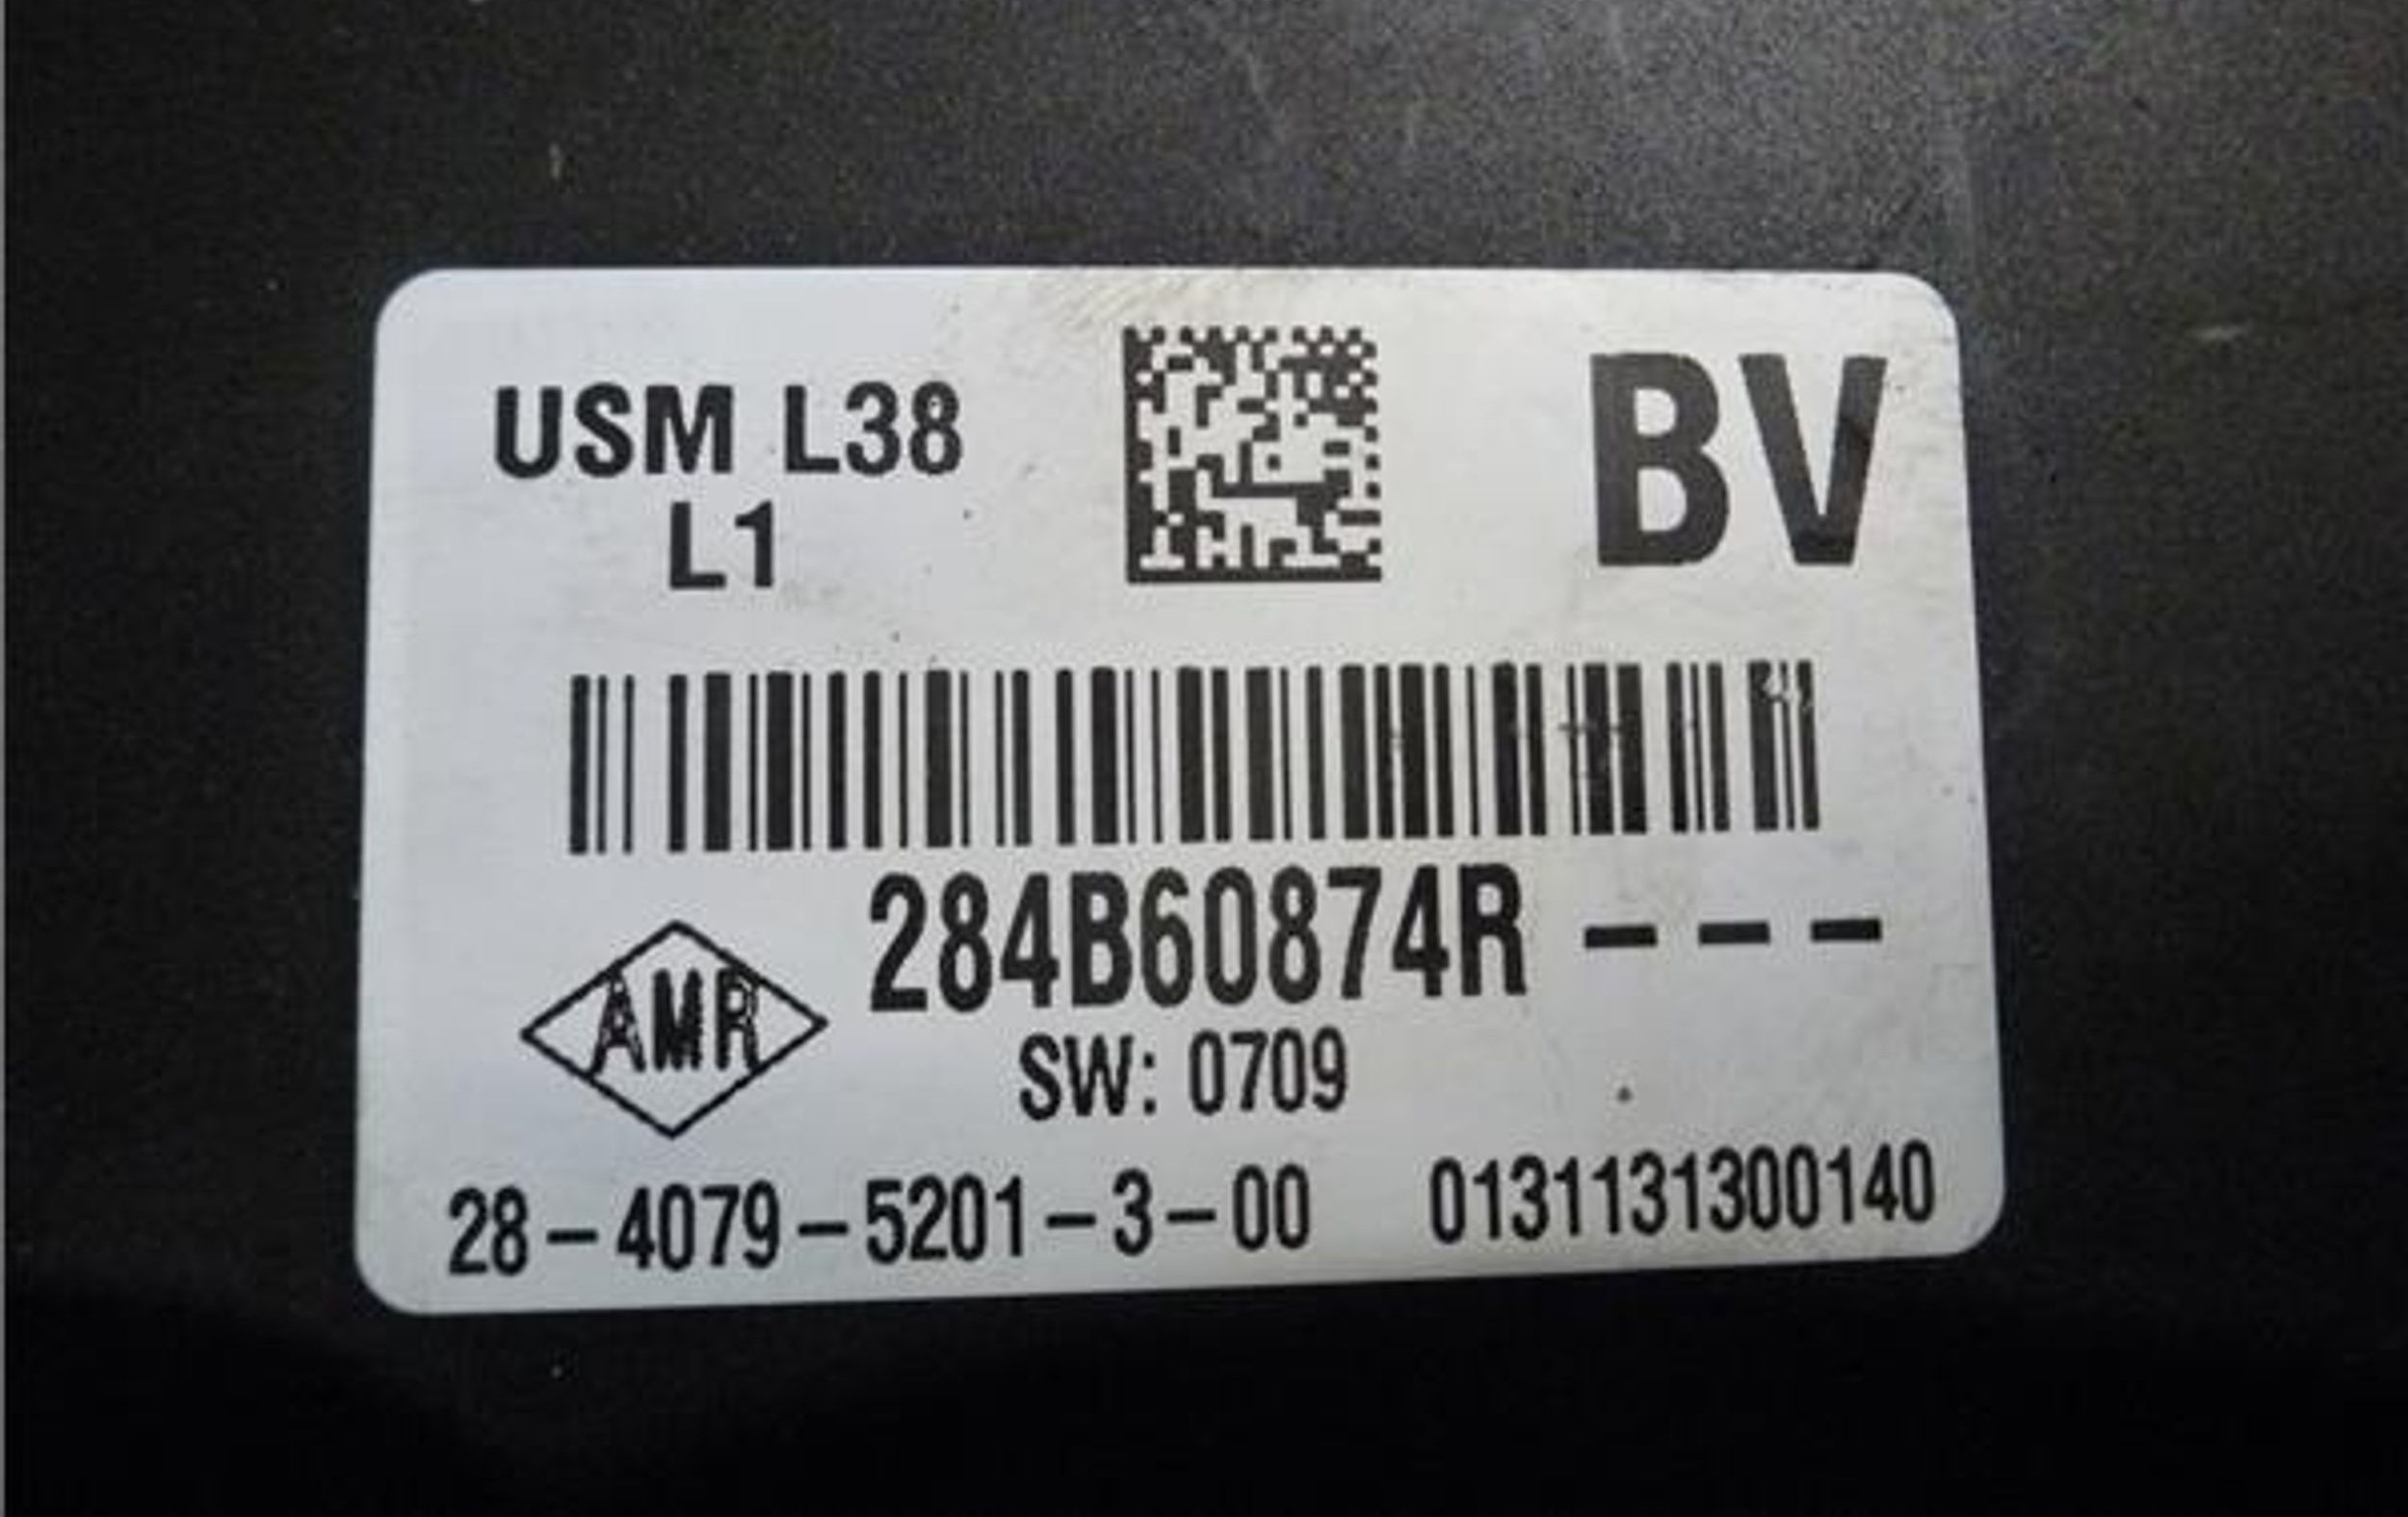 USM L38
L1
BV
284B60874R ---
AMR
SW: 0709
28-4079-5201-3-00 0131131300140